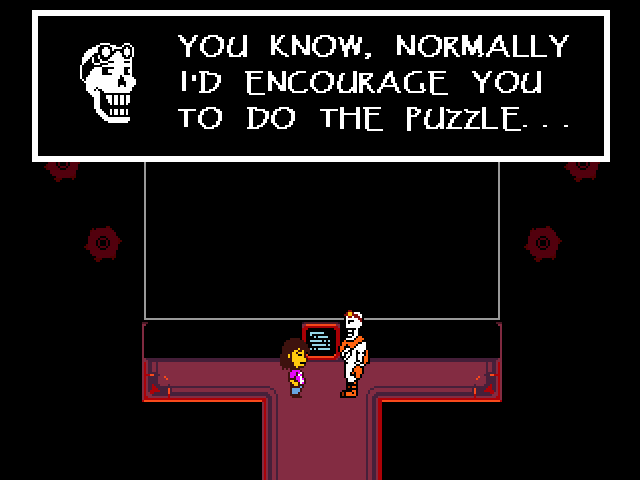 YOU KNOW, NORMALLY
I'D ENCOURAGE YOU
TO DO THE PUZZLE...